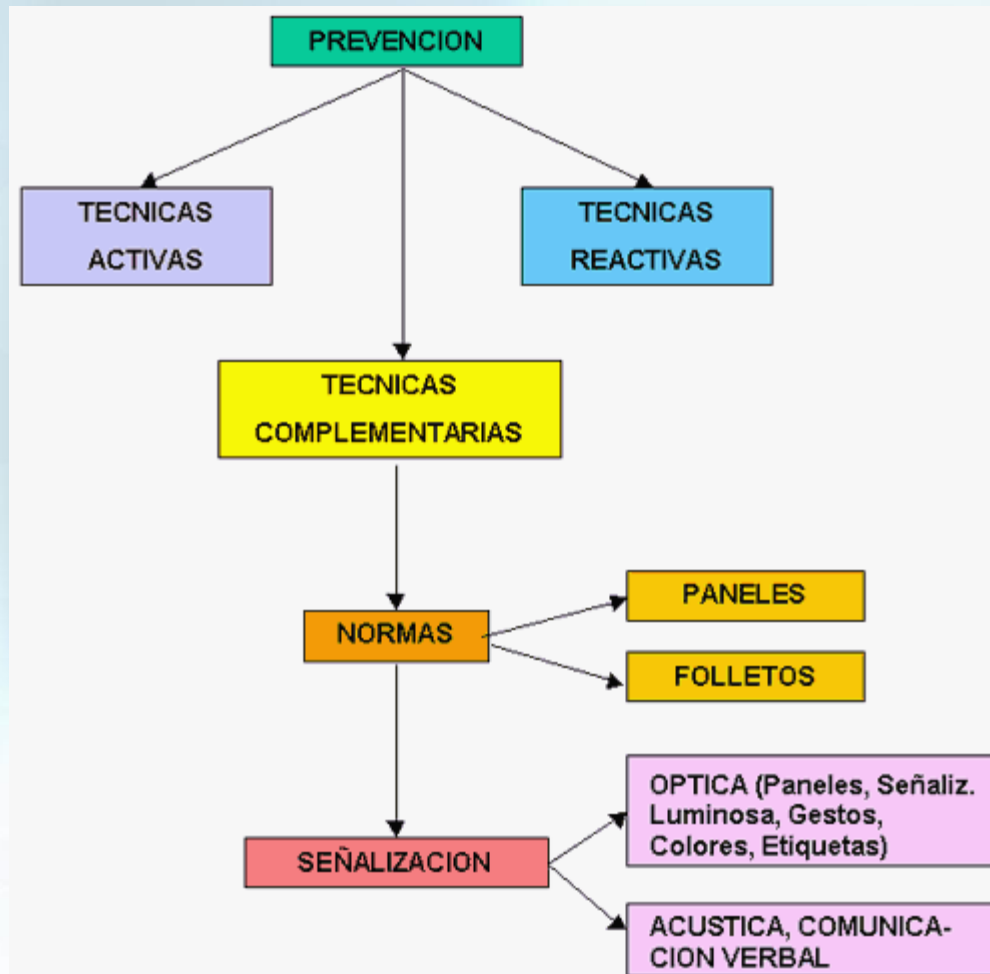 PREVENCION
TECNICAS
ACTIVAS
TECNICAS
REACTIVAS
TECNICAS
COMPLEMENTARIAS
NORMAS
PANELES
FOLLETOS
SEÑALIZACION
OPTICA (Paneles, Señaliz.
Luminosa, Gestos,
Colores, Etiquetas)
ACUSTICA, COMUNICA-
CION VERBAL